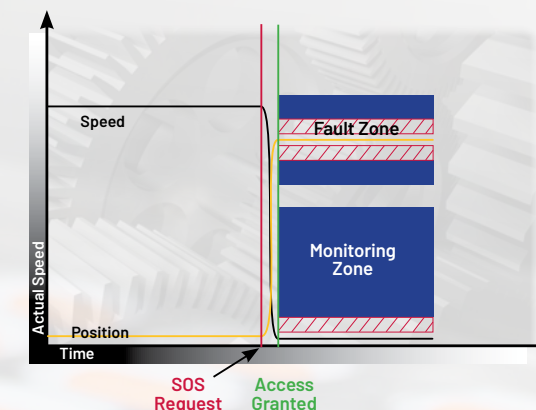 Speed
Fault Zone
Monitoring
Zone
Actual Speed
Position
Time
SOS
Request
Access
Granted